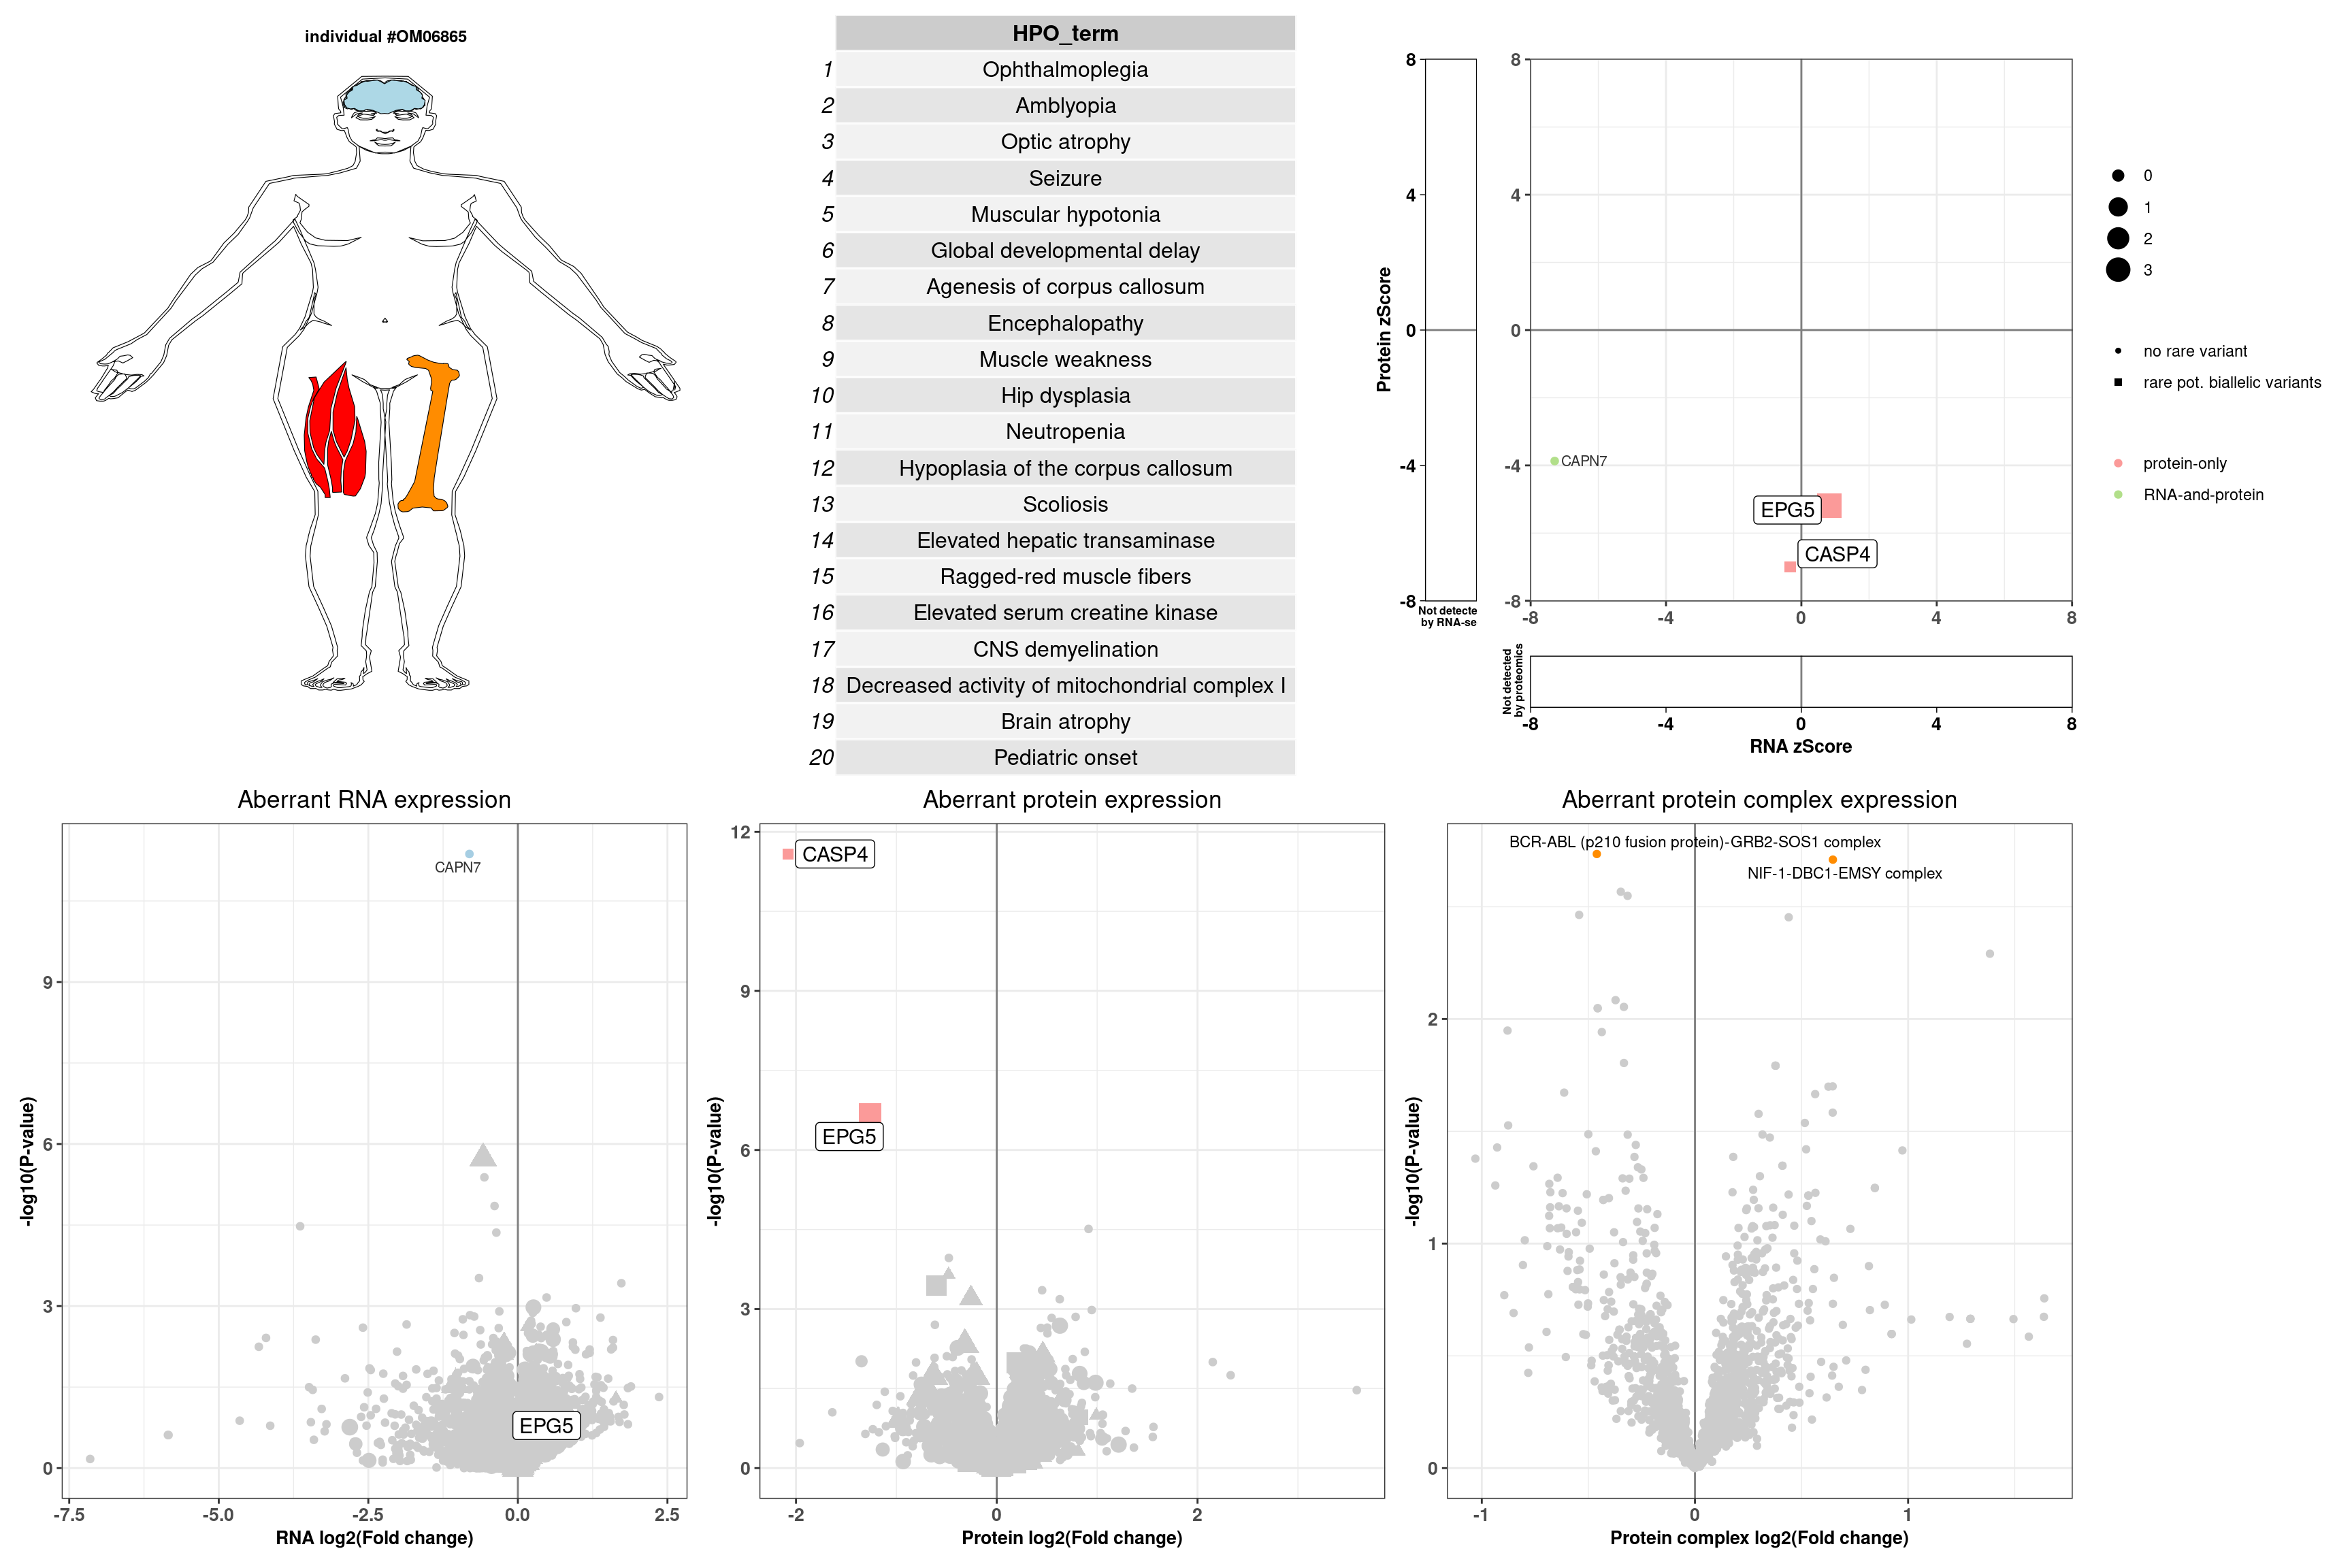 individual #OM06865
HPO_term
1 Ophthalmoplegia
2 Amblyopia
3 Optic atrophy
4 Seizure
5 Muscular hypotonia
6 Global developmental delay
7 Agenesis of corpus callosum
8 Encephalopathy
9 Muscle weakness
10 Hip dysplasia
11 Neutropenia
12 Hypoplasia of the corpus callosum
13 Scoliosis
14 Elevated hepatic transaminase
15 Ragged-red muscle fibers
16 Elevated serum creatine kinase
17 CNS demyelination
18 Decreased activity of mitochondrial complex I
19 Brain atrophy
20 Pediatric onset
Protein zScore
8
4
0
-4
-8
Not detecte
by RNA-se
8
4
0
-4
-8
CAPN7
EPG5
CASP4
-8 -4 0 4 8
Not detected
by proteomics
-8 -4 0 4 8
RNA zScore
0
1
2
3
no rare variant
rare pot. biallelic variants
protein-only
RNA-and-protein
Aberrant RNA expression
-log10(P-value)
9
6
3
0
CAPN7
EPG5
-7.5 -5.0 -2.5 0.0 2.5
RNA log2(Fold change)
Aberrant protein expression
-log10(P-value)
12
9
6
3
0
CASP4
EPG5
-2 0 2
Protein log2(Fold change)
Aberrant protein complex expression
-log10(P-value)
2
1
0
BCR-ABL (p210 fusion protein)-GRB2-SOS1 complex
NIF-1-DBC1-EMSY complex
-1 0 1
Protein complex log2(Fold change)